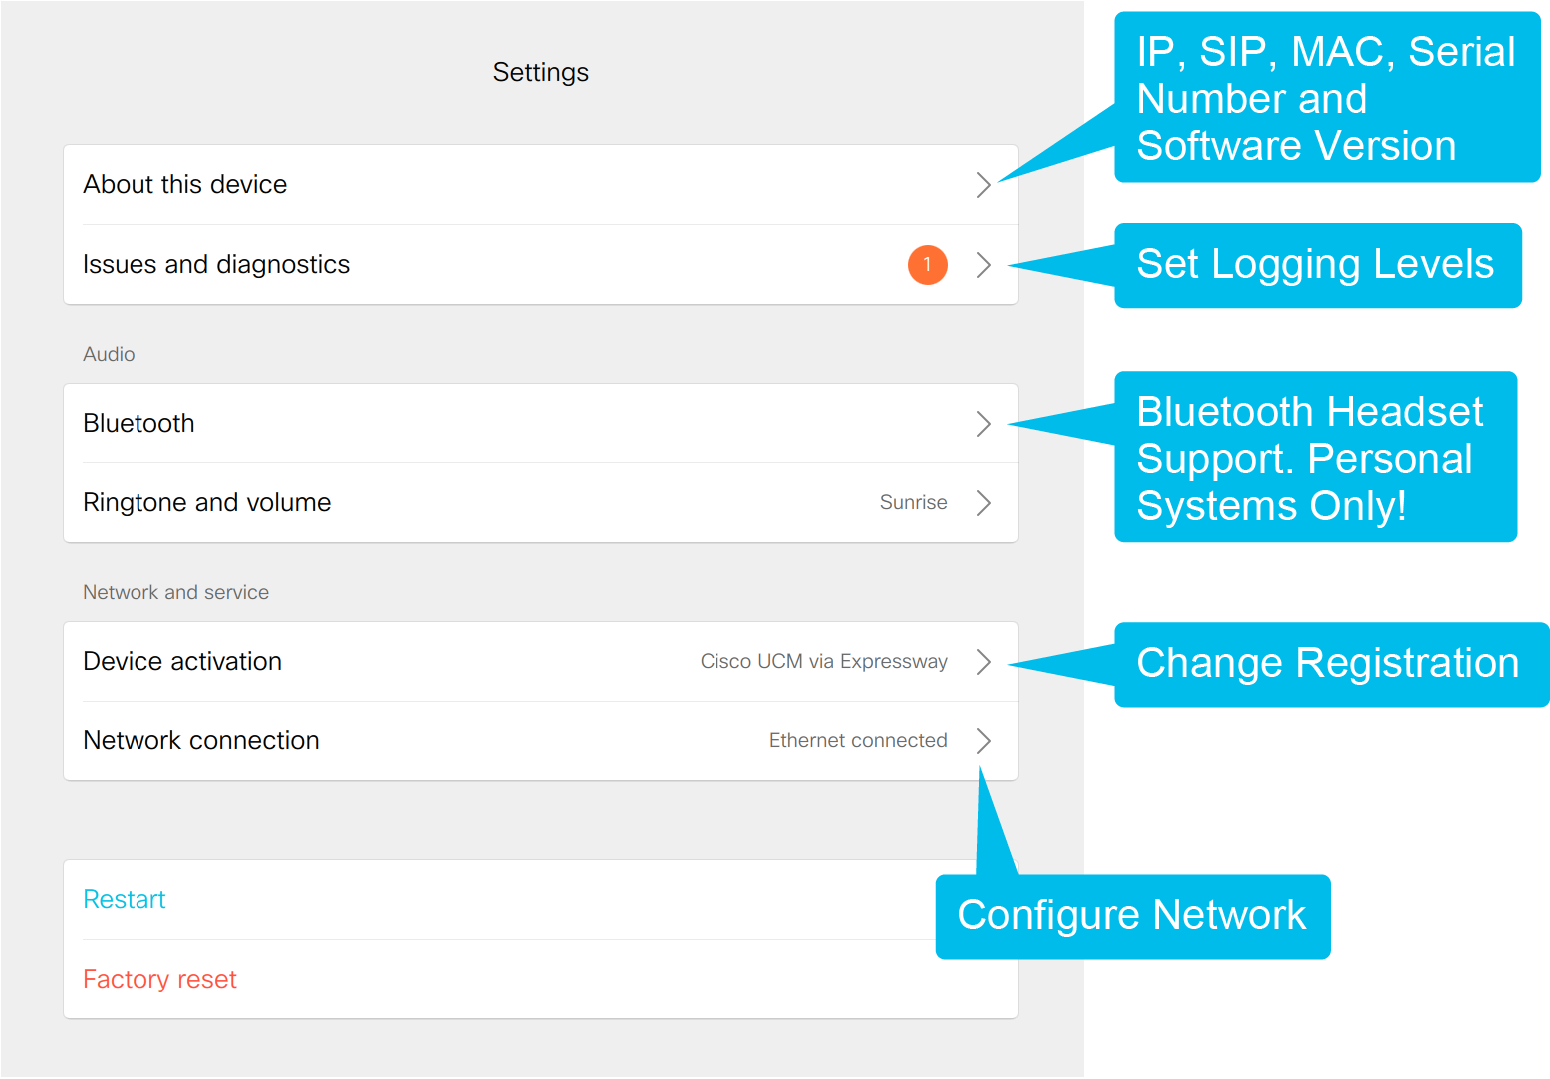 Settings
IP, SIP, MAC, Serial
Number and
Software Version
About this device
Issues and diagnostics
1
Set Logging Levels
Audio
Bluetooth
Bluetooth Headset
Support. Personal
Systems Only!
Ringtone and volume
Sunrise
Network and service
Device activation
Cisco UCM via Expressway
Change Registration
Network connection
Ethernet connected
Configure Network
Restart
Factory reset